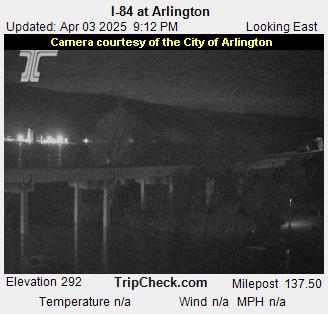 I-84 at Arlington
Updated: Apr 03 2025 9:12 PM Looking East
Camera courtesy of the City of Arlington
Elevation 292 TripCheck.com Milepost 137.50
Temperature n/a Wind n/a MPH n/a